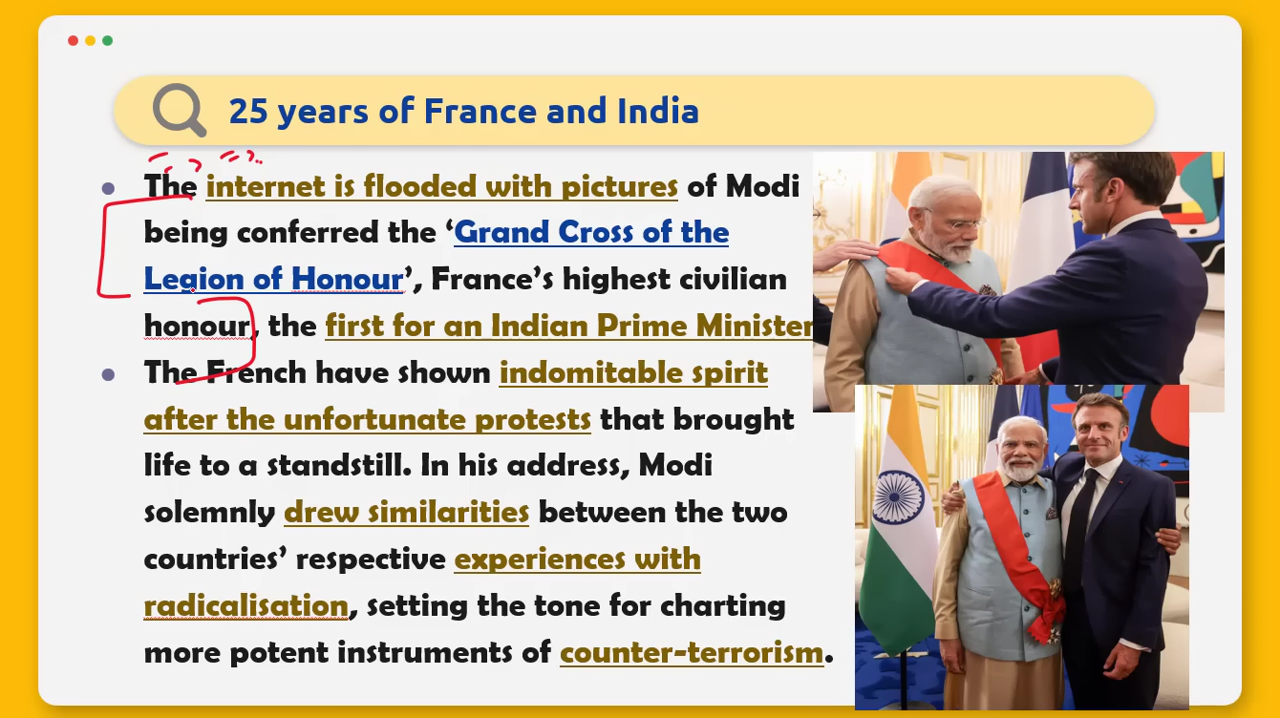 25 years of France and India
• The internet is flooded with pictures of Modi
being conferred the ‘Grand Cross of the
Legion of Honour’, France’s highest civilian
honour, the first for an Indian Prime Minister
• The French have shown indomitable spirit
after the unfortunate protests that brought
life to a standstill. In his address, Modi
solemnly drew similarities between the two
countries’ respective experiences with
radicalisation, setting the tone for charting
more potent instruments of counter-terrorism.